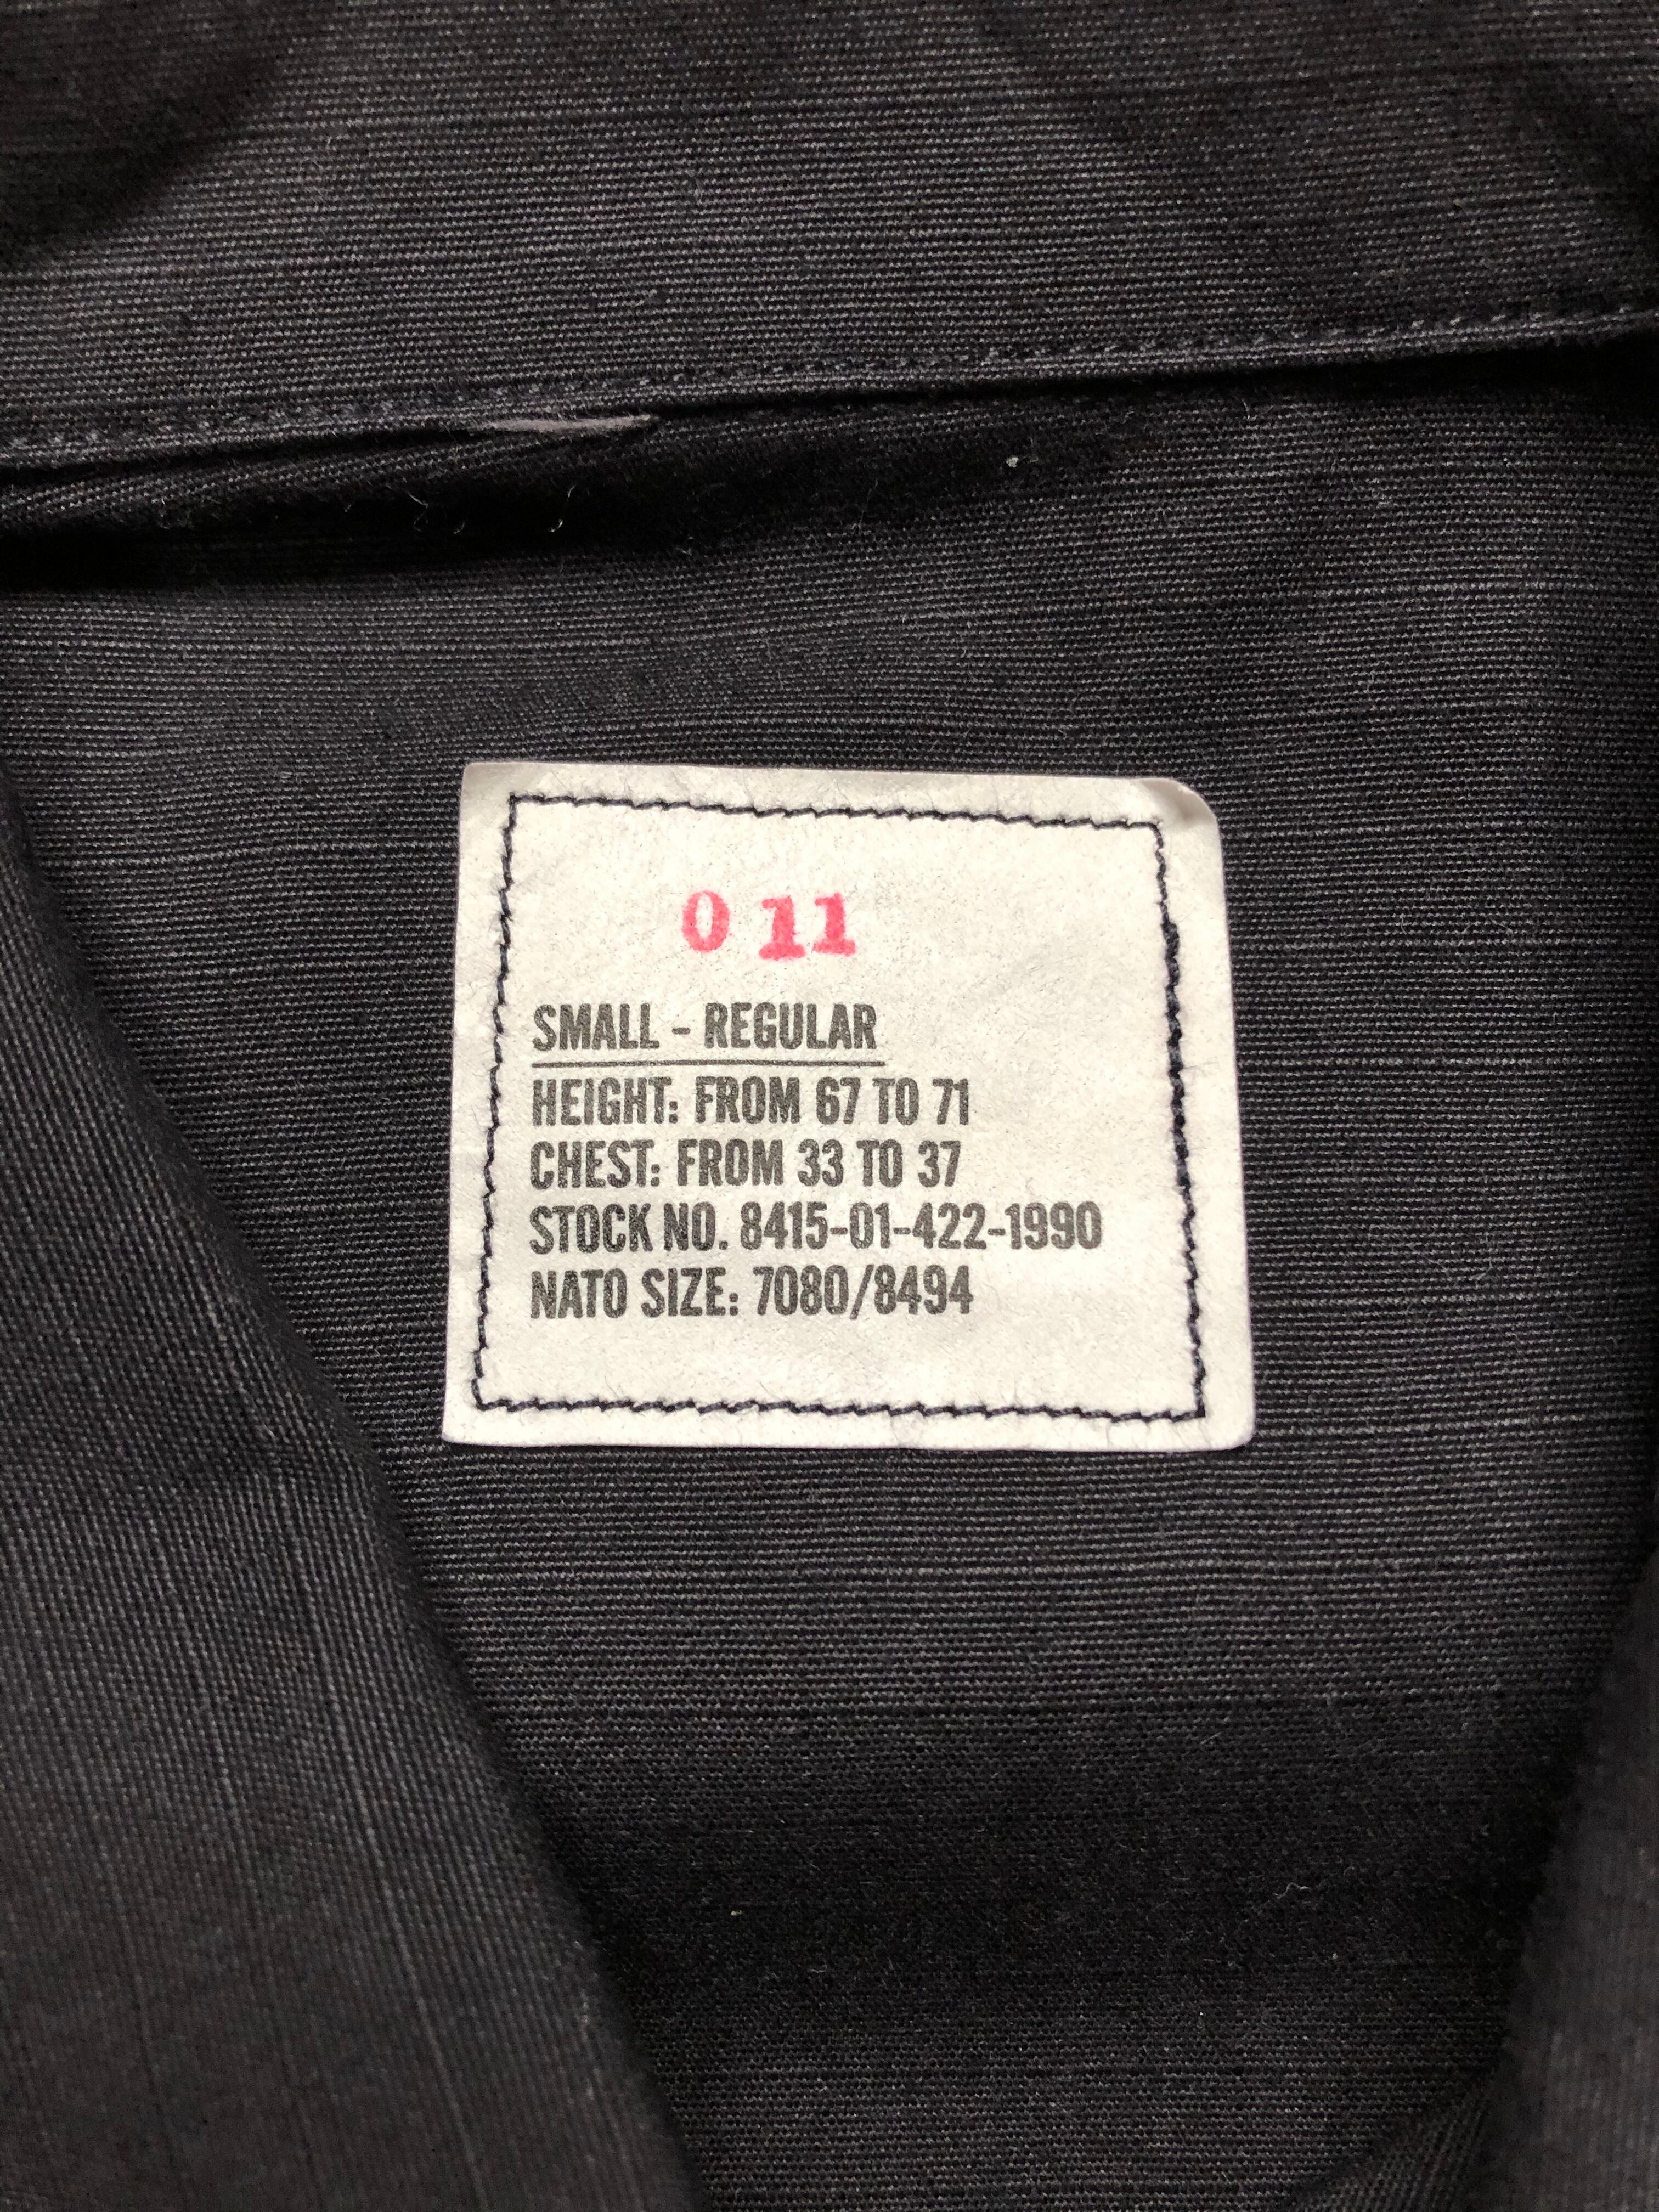 0 11
SMALL - REGULAR
HEIGHT: FROM 67 TO 71
CHEST: FROM 33 TO 37
STOCK NO. 8415-01-422-1990
NATO SIZE: 7080/8494